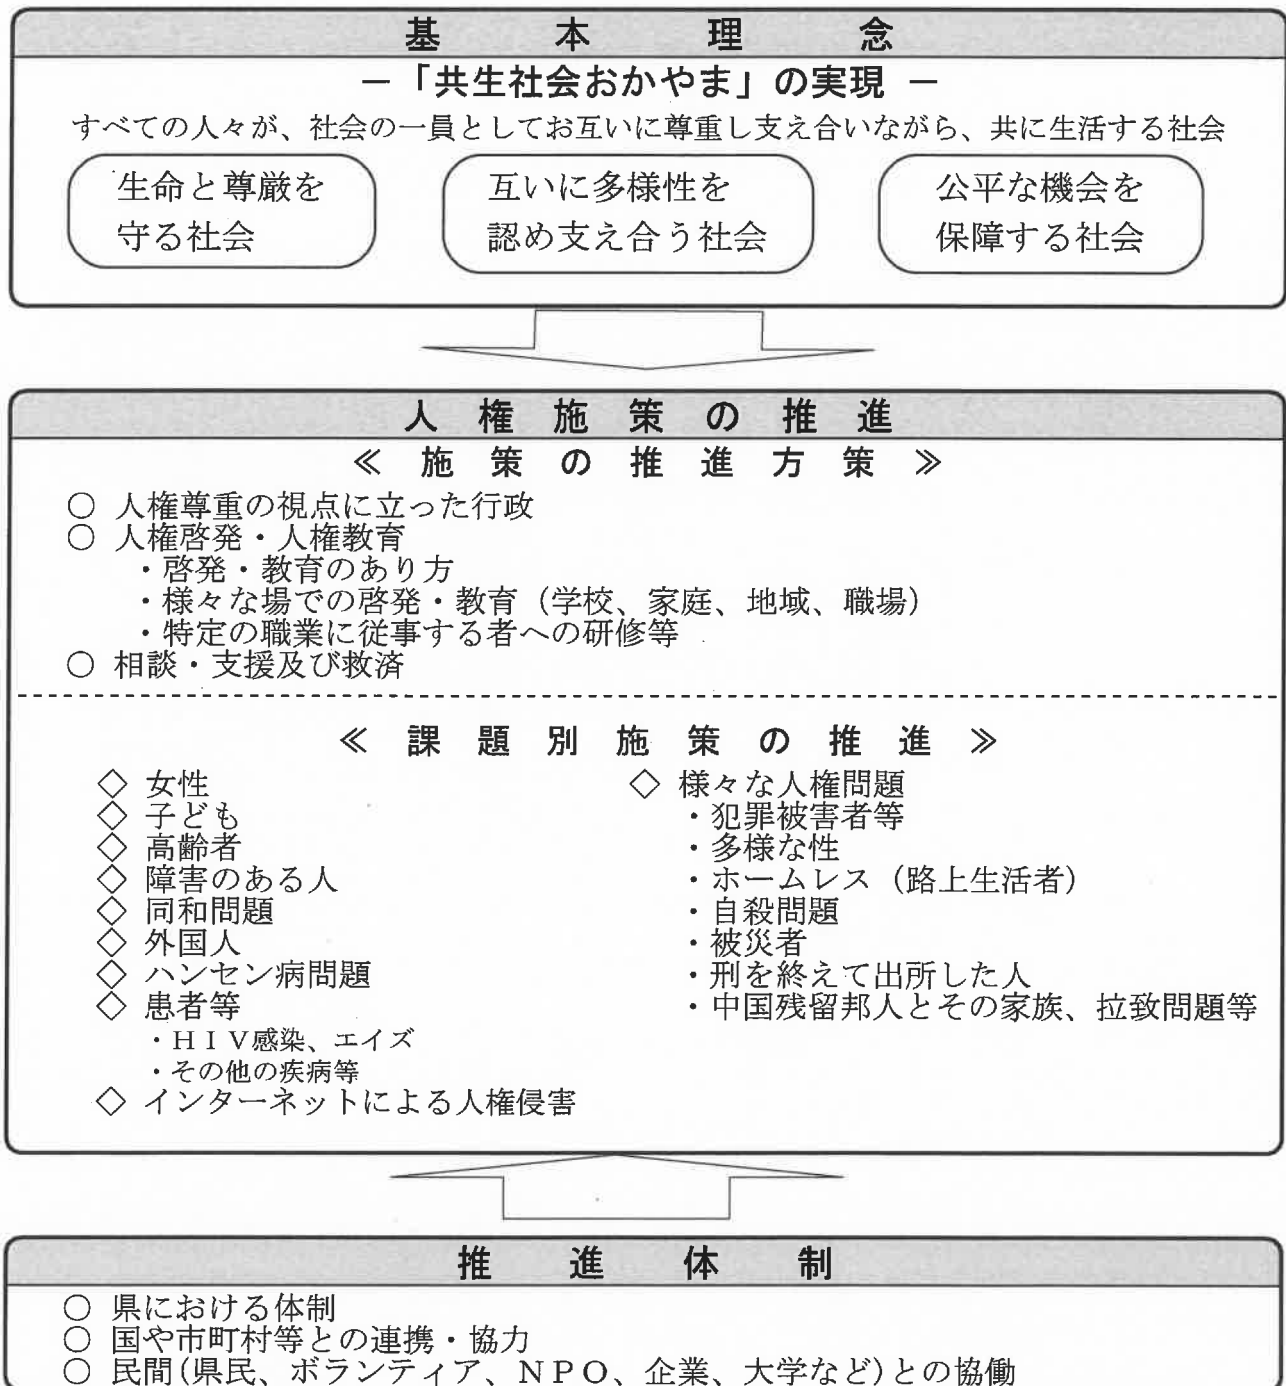 基本理念
－「共生社会おかやま」の実現－
すべての人々が、社会の一員としてお互いに尊重し支え合いながら、共に生活する社会
生命と尊厳を
守る社会
互いに多様性を
認め支え合う社会
公平な機会を
保障する社会
人権施策の推進
≪施策の推進方策≫
○ 人権尊重の視点に立った行政
○ 人権啓発・人権教育
・啓発・教育のあり方
・様々な場での啓発・教育（学校、家庭、地域、職場）
・特定の職業に従事する者への研修等
○ 相談・支援及び救済
≪課題別施策の推進≫
◇ 女性
◇ 子ども
◇ 高齢者
◇ 障害のある人
◇ 同和問題
◇ 外国人
◇ ハンセン病問題
◇ 患者等
・ＨＩＶ感染、エイズ
・その他の疾病等
◇ インターネットによる人権侵害
◇ 様々な人権問題
・犯罪被害者等
・多様な性
・ホームレス（路上生活者）
・自殺問題
・被災者
・刑を終えて出所した人
・中国残留邦人とその家族、拉致問題等
推進体制
○ 県における体制
○ 国や市町村等との連携・協力
○ 民間(県民、ボランティア、ＮＰＯ、企業、大学など)との協働